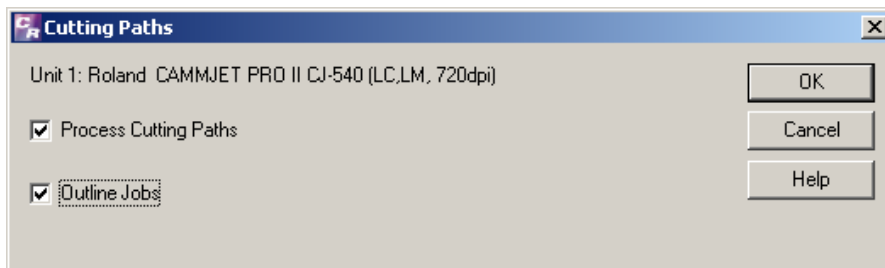 CR Cutting Paths
Unit 1: Roland CAMMJET PRO II CJ-540 (LC,LM, 720dpi)
OK
Process Cutting Paths
Cancel
Outline Jobs
Help